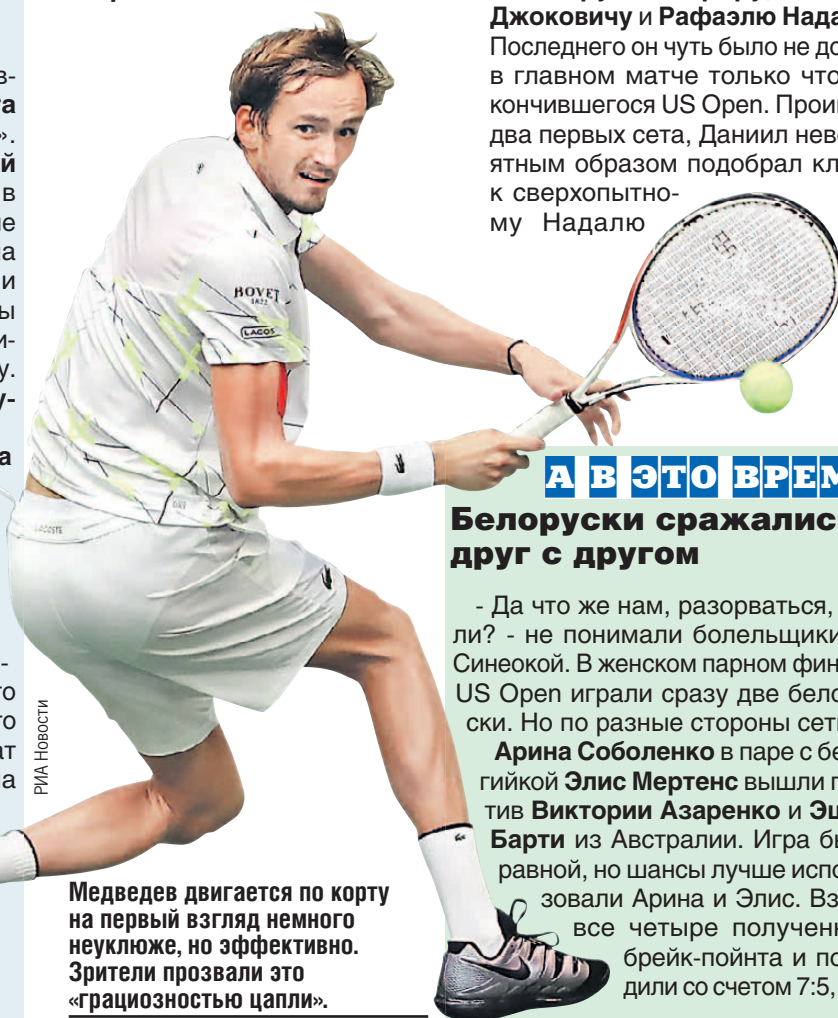 в-
».
й
в
и
ы
и-
у.
у-
а
-
Джоковичу и Рафаэлю Нада
Последнего он чуть было не до
в главном матче только что
кончившегося US Open. Прои
два первых сета, Даниил нев
ятным образом подобрал кл
к сверхопытно-
му Надалю
BOVET
1822
LACOSTE
РИА Новости
Медведев двигается по корту
на первый взгляд немного
неуклюже, но эффективно.
Зрители прозвали это
«грациозностью цапли».
А В ЭТО ВРЕМ
Белоруски сражалис
друг с другом
- Да что же нам, разорваться,
ли? - не понимали болельщики
Синеокой. В женском парном фин
US Open играли сразу две бело
ски. Но по разные стороны сет
Арина Соболенко в паре с бе
гийкой Элис Мертенс вышли п
тив Виктории Азаренко и Эш
Барти из Австралии. Игра бы
равной, но шансы лучше испо
зовали Арина и Элис. Вз
все четыре полученн
брейк-пойнта и по
дили со счетом 7:5,